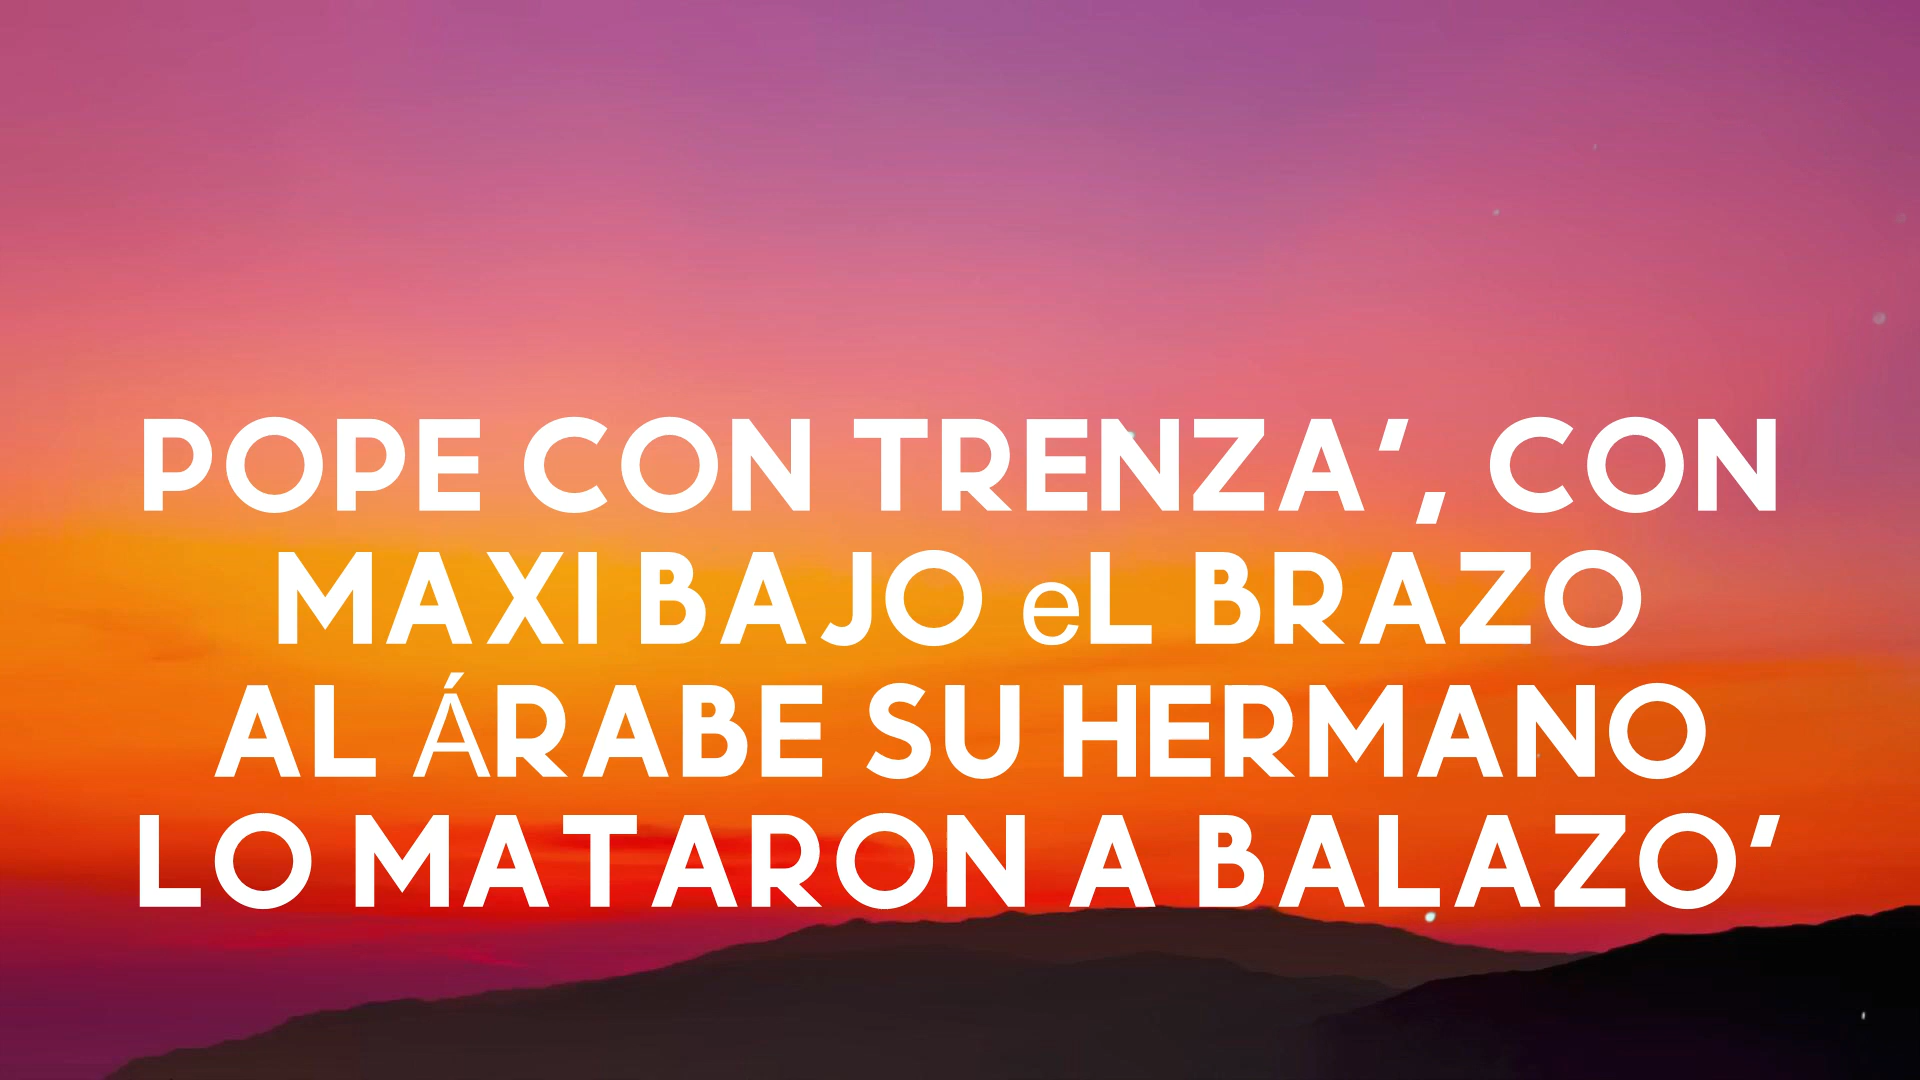 POPE CON TRENZA', CON
MAXI BAJO eL BRAZO
AL ÁRABE SU HERMANO
LO MATARON A BALAZO'